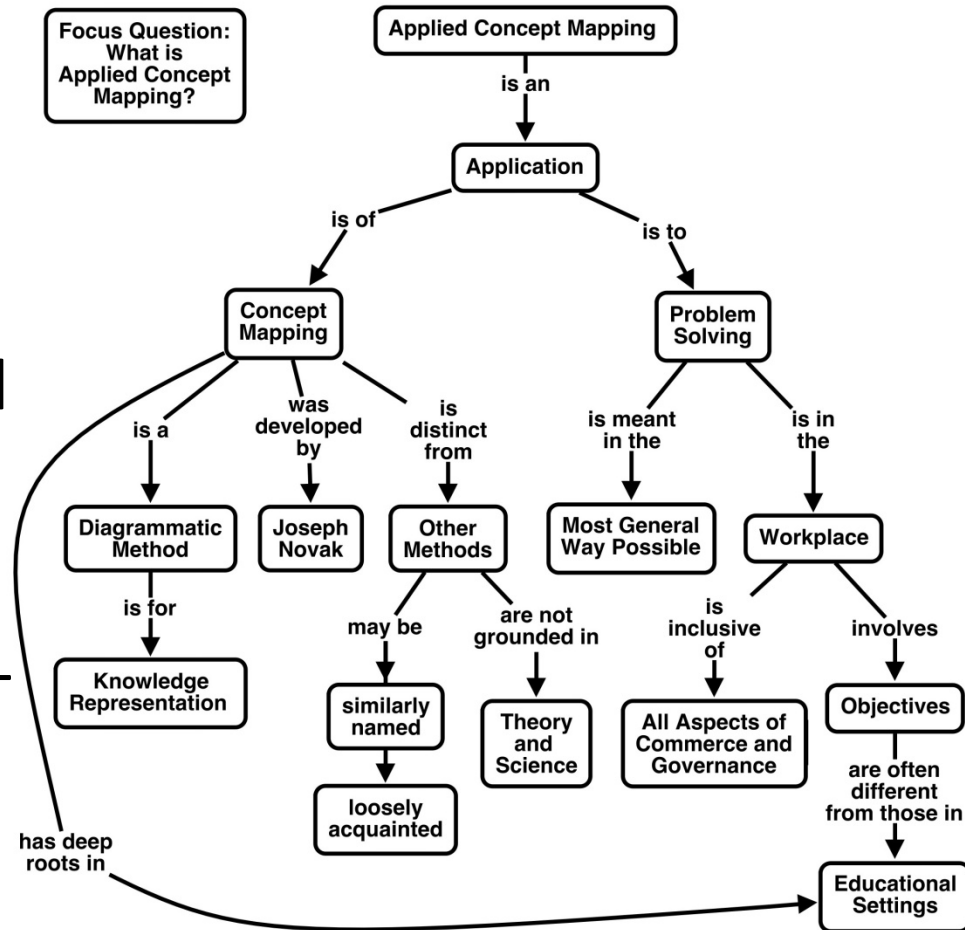 Focus Question:
What is
Applied Concept
Mapping?
Applied Concept Mapping
is an
Application
is of
is to
Concept
Mapping
Problem
Solving
is a
was
developed
by
is
distinct
from
is meant
in the
is in
the
Diagrammatic
Method
Joseph
Novak
Other
Methods
Most General
Way Possible
Workplace
is for
may be
are not
grounded in
is
inclusive
of
involves
Knowledge
Representation
similarly
named
Theory
and
Science
All Aspects of
Commerce and
Governance
Objectives
loosely
acquainted
are often
different
from those in
has deep
roots in
Educational
Settings